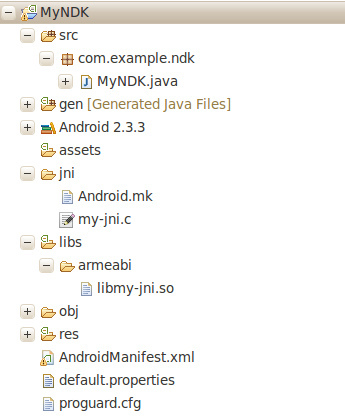 MyNDK
src
com.example.ndk
MyNDK.java
gen [Generated Java Files]
Android 2.3.3
assets
jni
Android.mk
my-jni.c
libs
armeabi
libmy-jni.so
obj
res
AndroidManifest.xml
default.properties
proguard.cfg